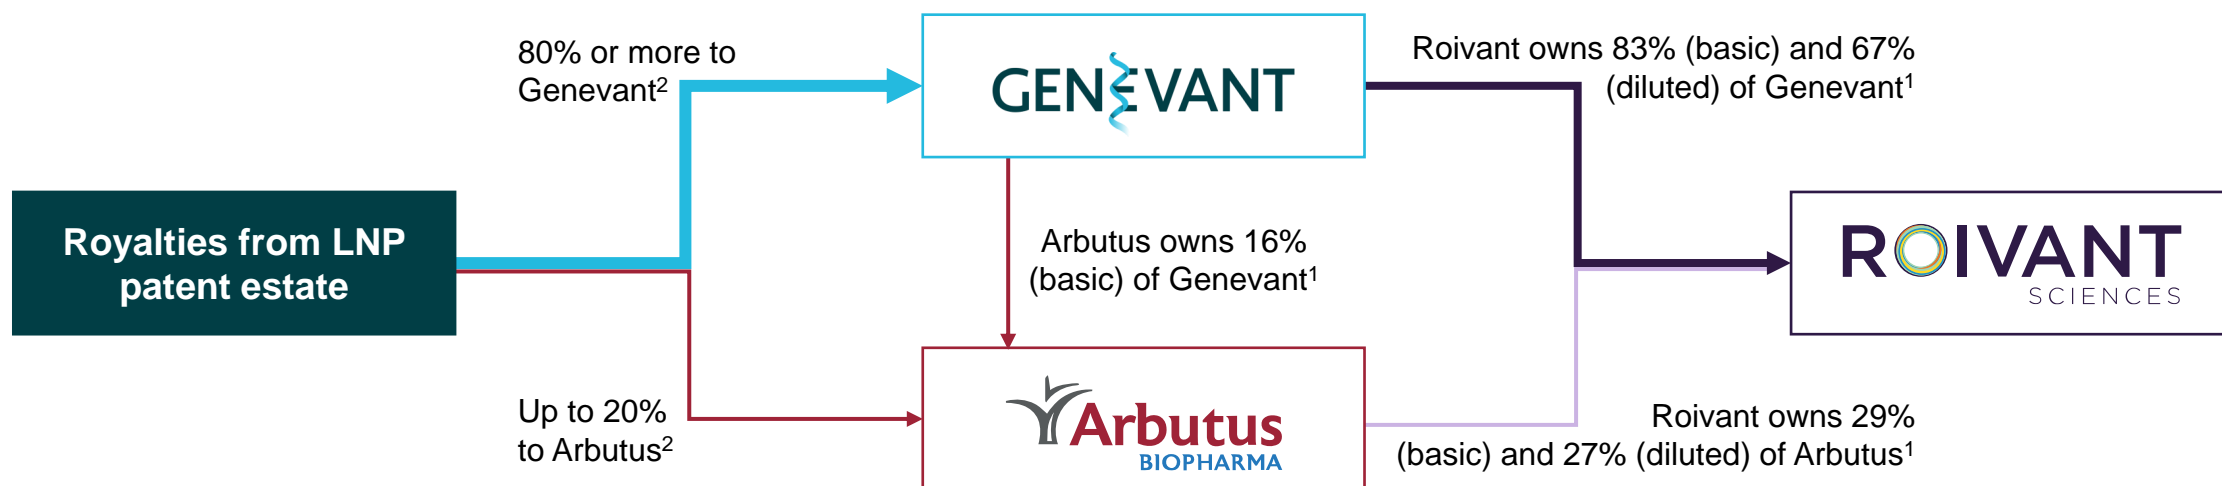 80% or more to
Genevant²
GENEVANT
Roivant owns 83% (basic) and 67%
(diluted) of Genevant¹
Royalties from LNP
patent estate
Arbutus owns 16%
(basic) of Genevant¹
ROIVANT
SCIENCES
Up to 20%
to Arbutus²
Arbutus
BIOPHARMA
Roivant owns 29%
(basic) and 27% (diluted) of Arbutus¹